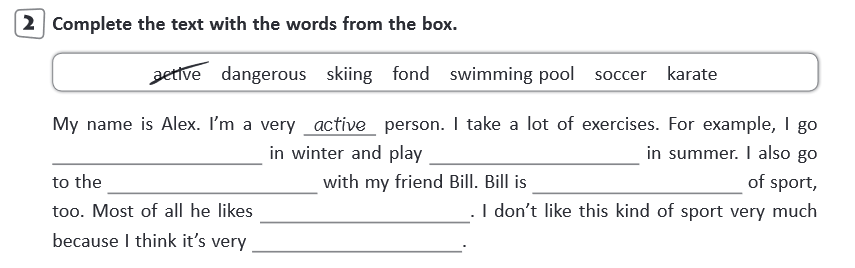 2 Complete the text with the words from the box.
active dangerous skiing fond swimming pool soccer karate
My name is Alex. I'm a very active person. I take a lot of exercises. For example, I go
____________________ in winter and play ____________________ in summer. I also go
to the ____________________ with my friend Bill. Bill is ____________________ of sport,
too. Most of all he likes ____________________. I don't like this kind of sport very much
because I think it's very ____________________.